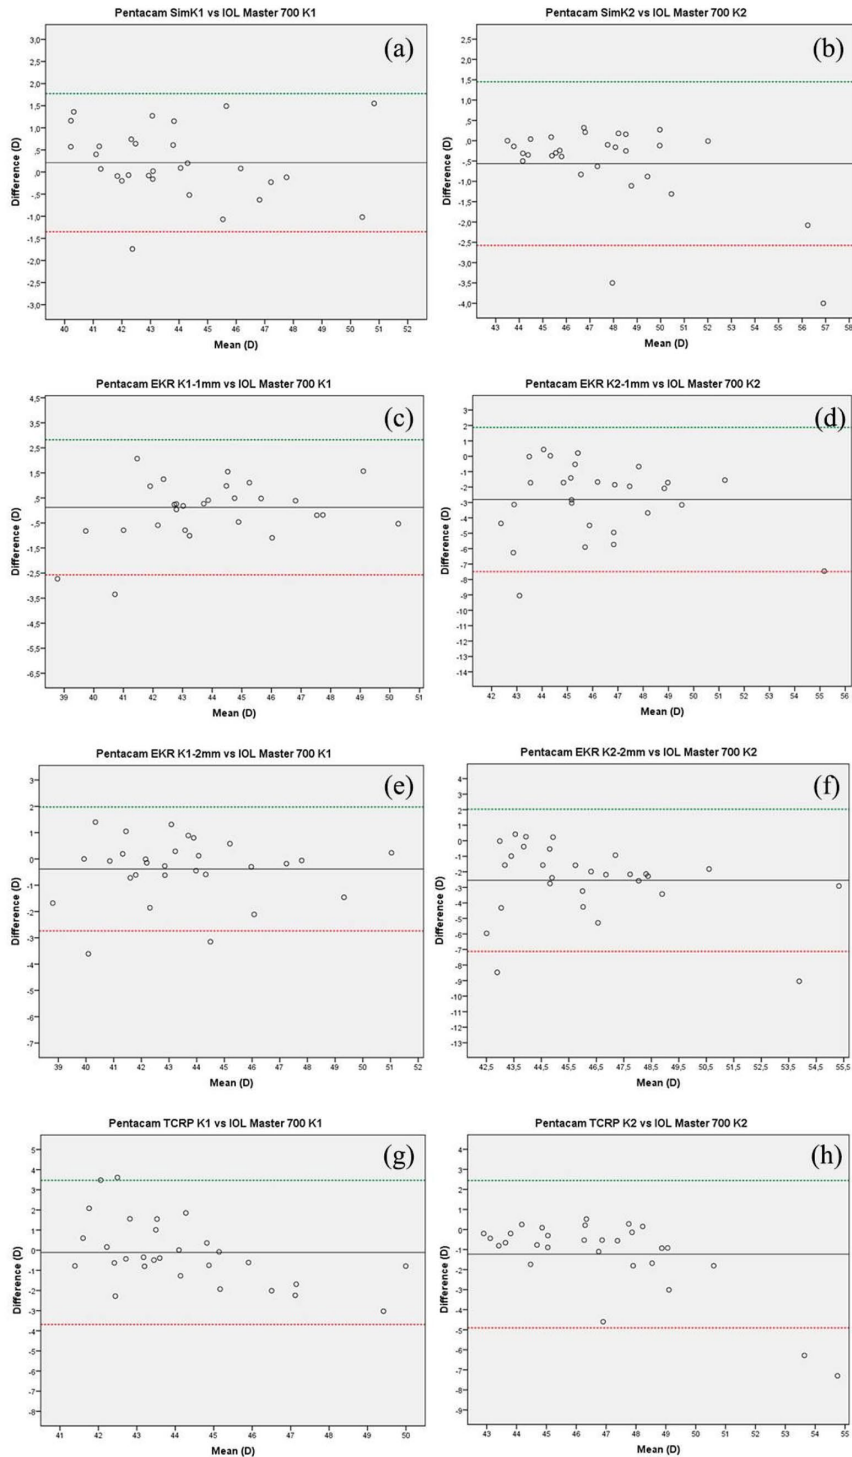 Pentacam SimK1 vs IOL Master 700 K1
(a)
Difference (D)
3,0
2,5
2,0
1,5
1,0
,5
,0
-,5
-1,0
-1,5
-2,0
-2,5
-3,0
40 41 42 43 44 45 46 47 48 49 50 51 52
Mean (D)
Pentacam SimK2 vs IOL Master 700 K2
(b)
Difference (D)
2,5
2,0
1,5
1,0
,5
,0
-,5
-1,0
-1,5
-2,0
-2,5
-3,0
-3,5
-4,0
43 44 45 46 47 48 49 50 51 52 53 54 55 56 57 58
Mean (D)
Pentacam EKR K1-1mm vs IOL Master 700 K1
(c)
Difference (D)
4,5
3,5
2,5
1,5
,5
-,5
-1,5
-2,5
-3,5
-4,5
-5,5
-6,5
39 40 41 42 43 44 45 46 47 48 49 50 51
Mean (D)
Pentacam EKR K2-1mm vs IOL Master 700 K2
(d)
Difference (D)
3
2
1
0
-1
-2
-3
-4
-5
-6
-7
-8
-9
-10
-11
-12
-13
-14
42 43 44 45 46 47 48 49 50 51 52 53 54 55 56
Mean (D)
Pentacam EKR K1-2mm vs IOL Master 700 K1
(e)
Difference (D)
3
2
1
0
-1
-2
-3
-4
-5
-6
-7
39 40 41 42 43 44 45 46 47 48 49 50 51 52
Mean (D)
Pentacam EKR K2-2mm vs IOL Master 700 K2
(f)
Difference (D)
4
3
2
1
0
-1
-2
-3
-4
-5
-6
-7
-8
-9
-10
-11
-12
-13
42,5 43,5 44,5 45,5 46,5 47,5 48,5 49,5 50,5 51,5 52,5 53,5 54,5 55,5
Mean (D)
Pentacam TCRP K1 vs IOL Master 700 K1
(g)
Difference (D)
5
4
3
2
1
0
-1
-2
-3
-4
-5
-6
-7
-8
41 42 43 44 45 46 47 48 49 50
Mean (D)
Pentacam TCRP K2 vs IOL Master 700 K2
(h)
Difference (D)
4
3
2
1
0
-1
-2
-3
-4
-5
-6
-7
-8
-9
43 44 45 46 47 48 49 50 51 52 53 54 55
Mean (D)